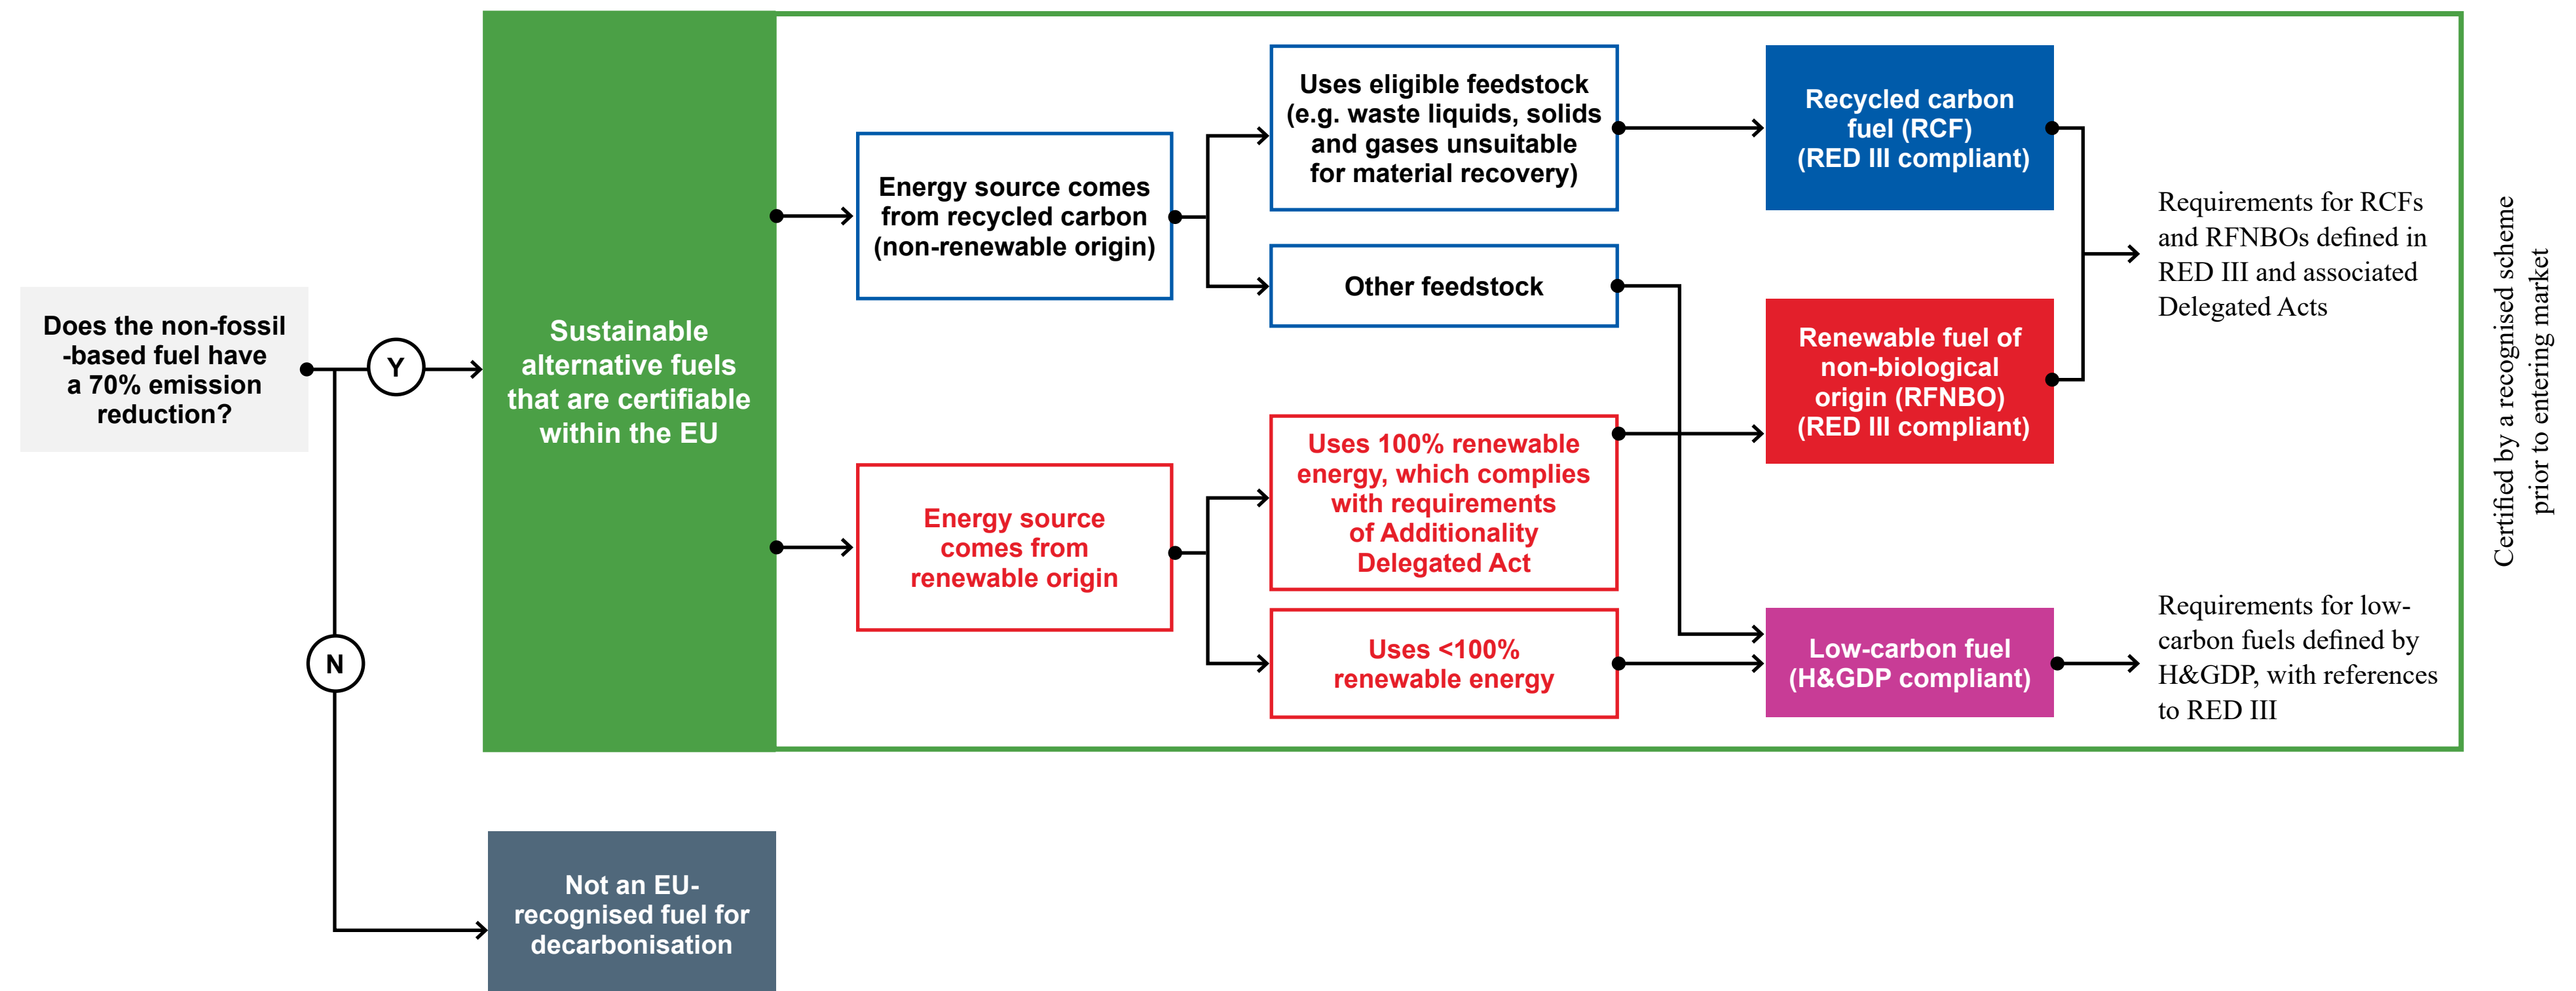 Does the non-fossil
-based fuel have
a 70% emission
reduction?
Y
N
Sustainable
alternative fuels
that are certifiable
within the EU
Not an EU-
recognised fuel for
decarbonisation
Energy source comes
from recycled carbon
(non-renewable origin)
Energy source
comes from
renewable origin
Uses eligible feedstock
(e.g. waste liquids, solids
and gases unsuitable
for material recovery)
Other feedstock
Uses 100% renewable
energy, which complies
with requirements
of Additionality
Delegated Act
Uses <100%
renewable energy
Recycled carbon
fuel (RCF)
(RED III compliant)
Renewable fuel of
non-biological
origin (RFNBO)
(RED III compliant)
Low-carbon fuel
(H&GDP compliant)
Requirements for RCFs
and RFNBOs defined in
RED III and associated
Delegated Acts
Requirements for low-
carbon fuels defined by
H&GDP, with references
to RED III
Certified by a recognised scheme
prior to entering market